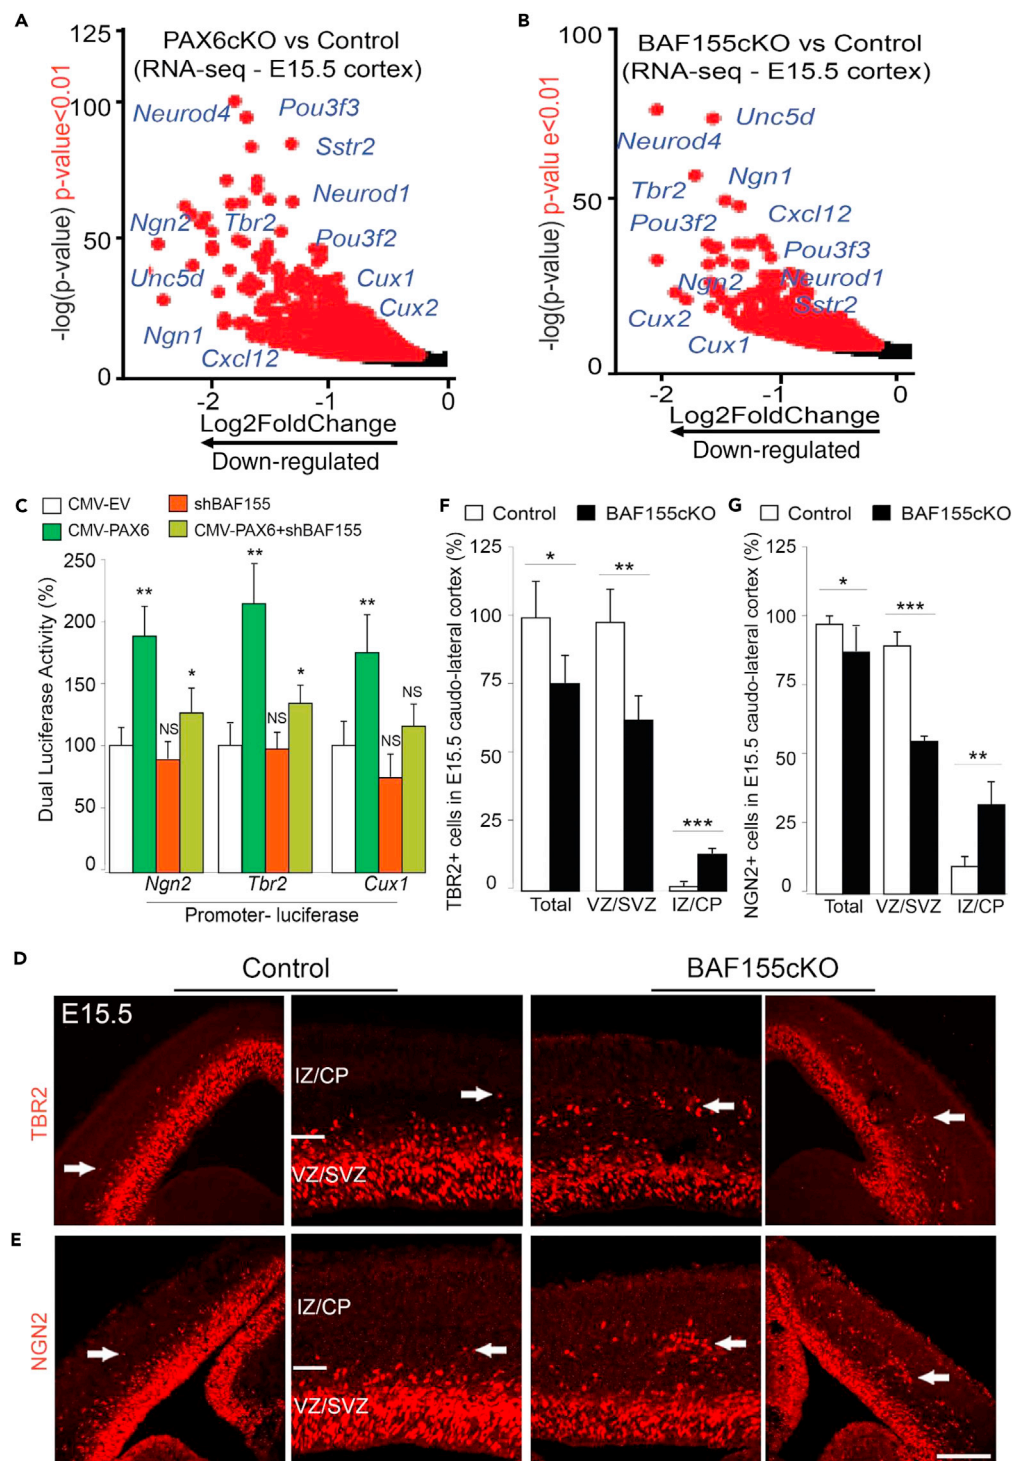 A
PAX6cKO vs Control
(RNA-seq - E15.5 cortex)
-log(p-value) p-value<0.01
125
100
50
0
Neurod4
Pou3f3
Sstr2
Neurod1
Ngn2
Tbr2
Pou3f2
Unc5d
Cux1
Cux2
Ngn1
Cxcl12
-2
-1
0
Log2FoldChange
Down-regulated
B
BAF155cKO vs Control
(RNA-seq - E15.5 cortex)
-log(p-value) p-valu e<0.01
100
50
0
Unc5d
Neurod4
Tbr2
Ngn1
Pou3f2
Cxcl12
Pou3f3
Ngn2
Neurod1
Sstr2
Cux2
Cux1
-2
-1
0
Log2FoldChange
Down-regulated
C
CMV-EV
shBAF155
CMV-PAX6
CMV-PAX6+shBAF155
Dual Luciferase Activity (%)
250
200
150
100
50
0
**
NS
*
**
NS
*
**
NS
NS
Ngn2
Tbr2
Cux1
Promoter- luciferase
F
Control
BAF155cKO
TBR2+ cells in E15.5 caudo-lateral cortex (%)
125
100
75
50
25
0
*
**
***
Total
VZ/SVZ
IZ/CP
G
Control
BAF155cKO
NGN2+ cells in E15.5 caudo-lateral cortex (%)
125
100
75
50
25
0
*
***
**
Total
VZ/SVZ
IZ/CP
D
Control
BAF155cKO
E15.5
TBR2
IZ/CP
VZ/SVZ
E
NGN2
IZ/CP
VZ/SVZ